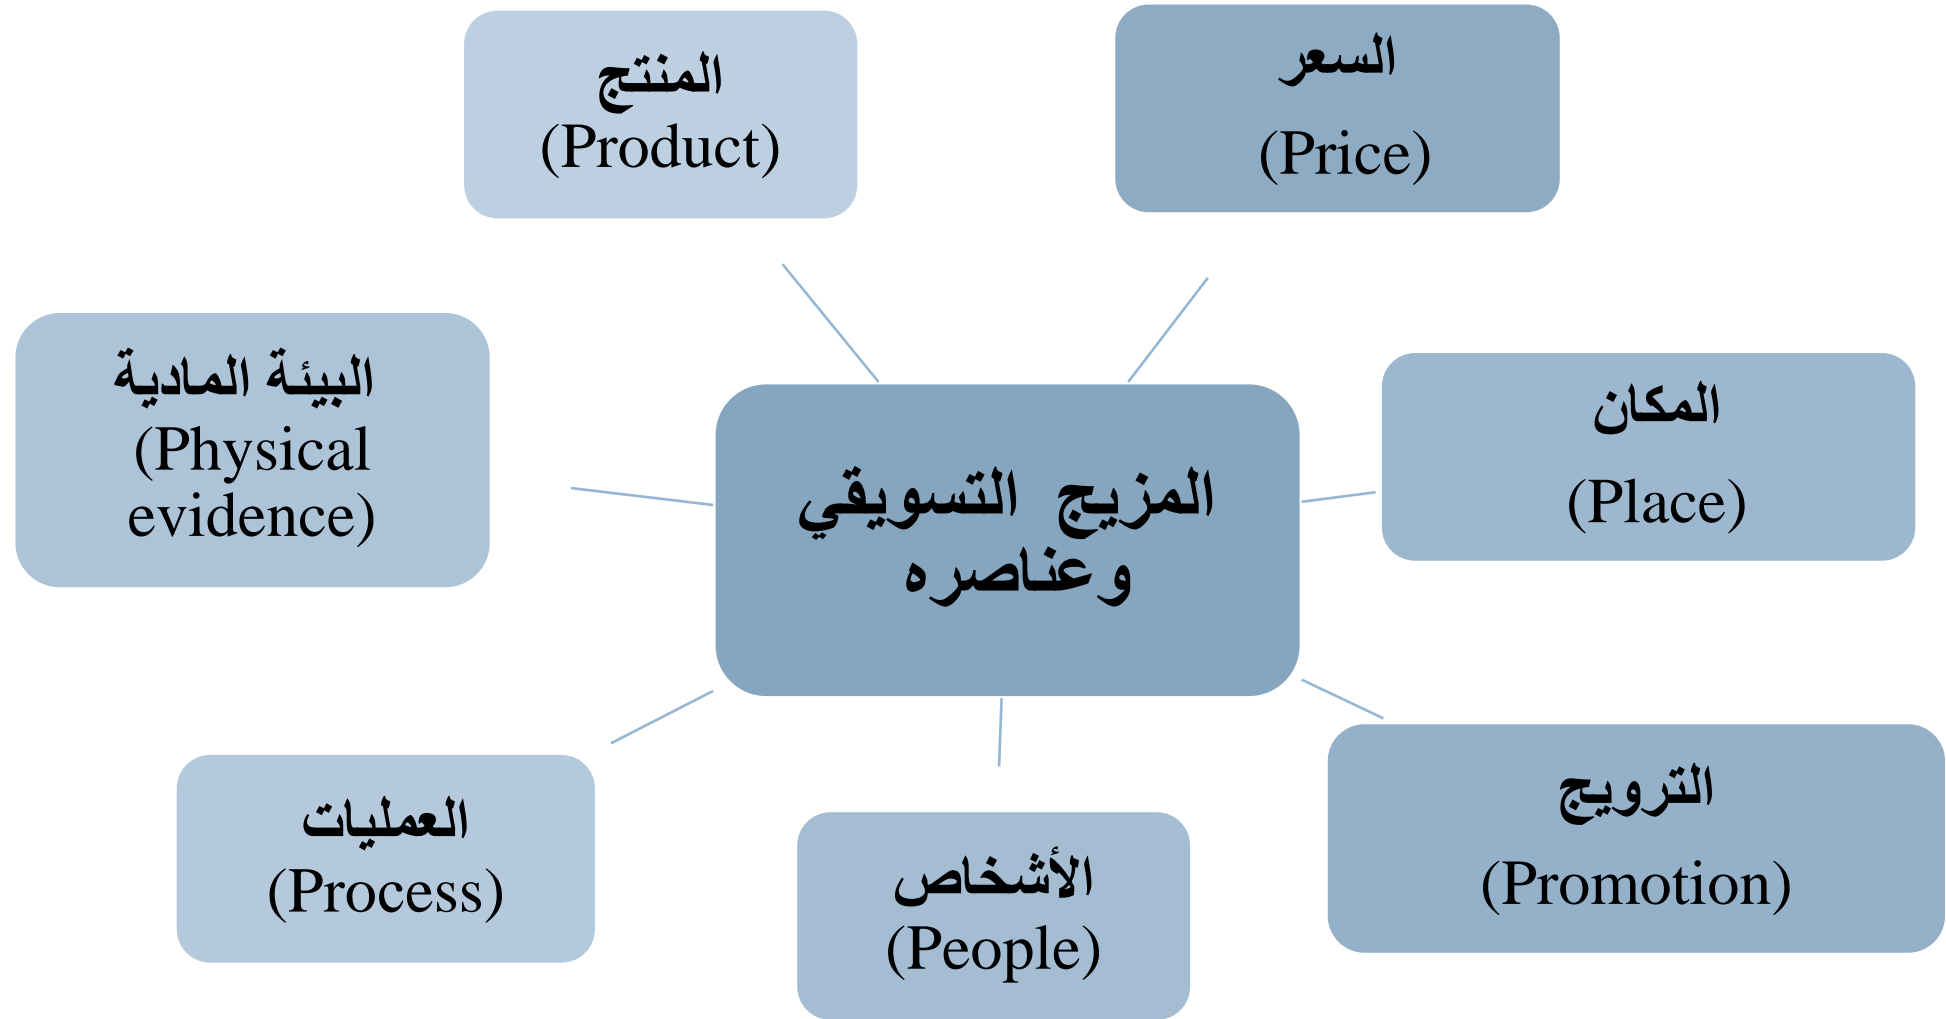 المنتج
(Product)
السعر
(Price)
البيئة المادية
(Physical
evidence)
المكان
(Place)
المزيج التسويقي
وعناصره
العمليات
(Process)
الأشخاص
(People)
الترويج
(Promotion)